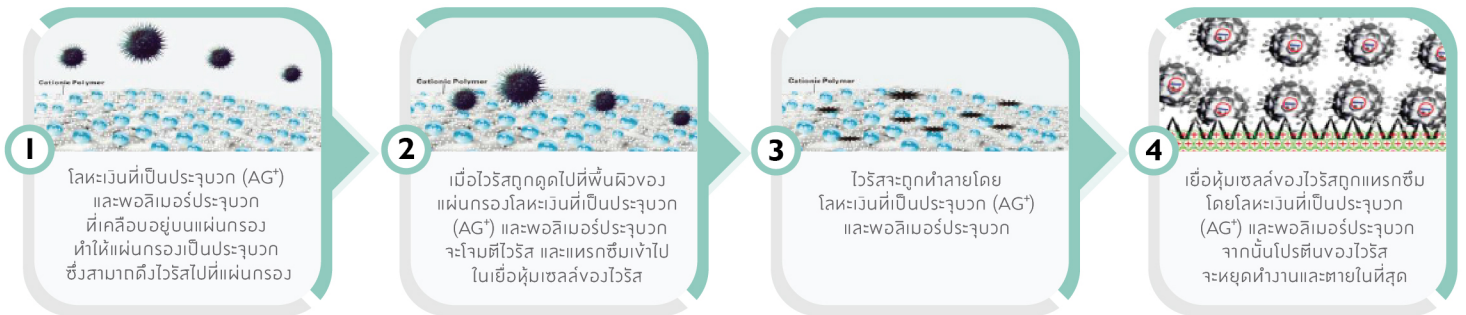 Cationic Polymer
1
โลหะเงินที่เป็นประจุบวก (AG⁺)
และพอลิเมอร์ประจุบวก
ที่เคลือบอยู่บนแผ่นกรอง
ทำให้แผ่นกรองเป็นประจุบวก
ซึ่งสามาถดึงไวรัสไปที่แผ่นกรอง
Cationic Polymer
2
เมื่อไวรัสถูกดูดไปที่พื้นผิวของ
แผ่นกรองโลหะเงินที่เป็นประจุบวก
(AG⁺) และพอลิเมอร์ประจุบวก
จะโจมตีไวรัส และแทรกซึมเข้าไป
ในเยื่อหุ้มเซลล์ของไวรัส
Cationic Polymer
3
ไวรัสจะถูกทำลายโดย
โลหะเงินที่เป็นประจุบวก (AG⁺)
และพอลิเมอร์ประจุบวก
4
เยื่อหุ้มเซลล์ของไวรัสถูกแทรกซึม
โดยโลหะเงินที่เป็นประจุบวก
(AG⁺) และพอลิเมอร์ประจุบวก
จากนั้นโปรตีนของไวรัส
จะหยุดทำงานและตายในที่สุด